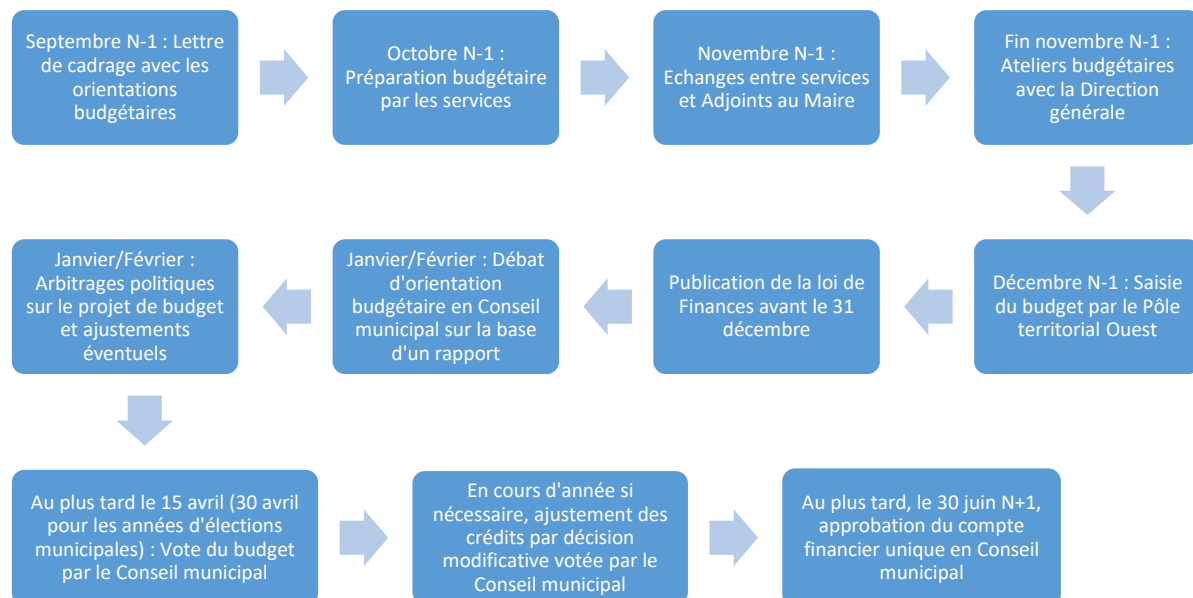 Septembre N-1 : Lettre
de cadrage avec les
orientations
budgétaires
Octobre N-1 :
Préparation budgétaire
par les services
Novembre N-1 :
Echanges entre services
et Adjoints au Maire
Fin novembre N-1 :
Ateliers budgétaires
avec la Direction
générale
Décembre N-1 : Saisie
du budget par le Pôle
territorial Ouest
Publication de la loi de
Finances avant le 31
décembre
Janvier/Février : Débat
d'orientation
budgétaire en Conseil
municipal sur la base
d'un rapport
Janvier/Février :
Arbitrages politiques
sur le projet de budget
et ajustements
éventuels
Au plus tard le 15 avril (30 avril
pour les années d'élections
municipales) : Vote du budget
par le Conseil municipal
En cours d'année si
nécessaire, ajustement des
crédits par décision
modificative votée par le
Conseil municipal
Au plus tard, le 30 juin N+1,
approbation du compte
financier unique en Conseil
municipal